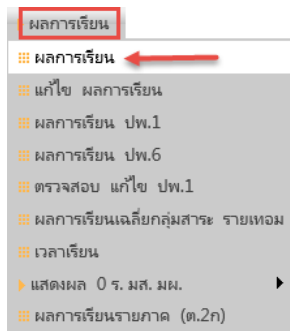 ผลการเรียน
ผลการเรียน
แก้ไข ผลการเรียน
ผลการเรียน ปพ.1
ผลการเรียน ปพ.6
ตรวจสอบ แก้ไข ปพ.1
ผลการเรียนเฉลี่ยกลุ่มสาระ รายเทอม
เวลาเรียน
แสดงผล 0 ร. มส. มผ.
ผลการเรียนรายภาค (ต.2ก)